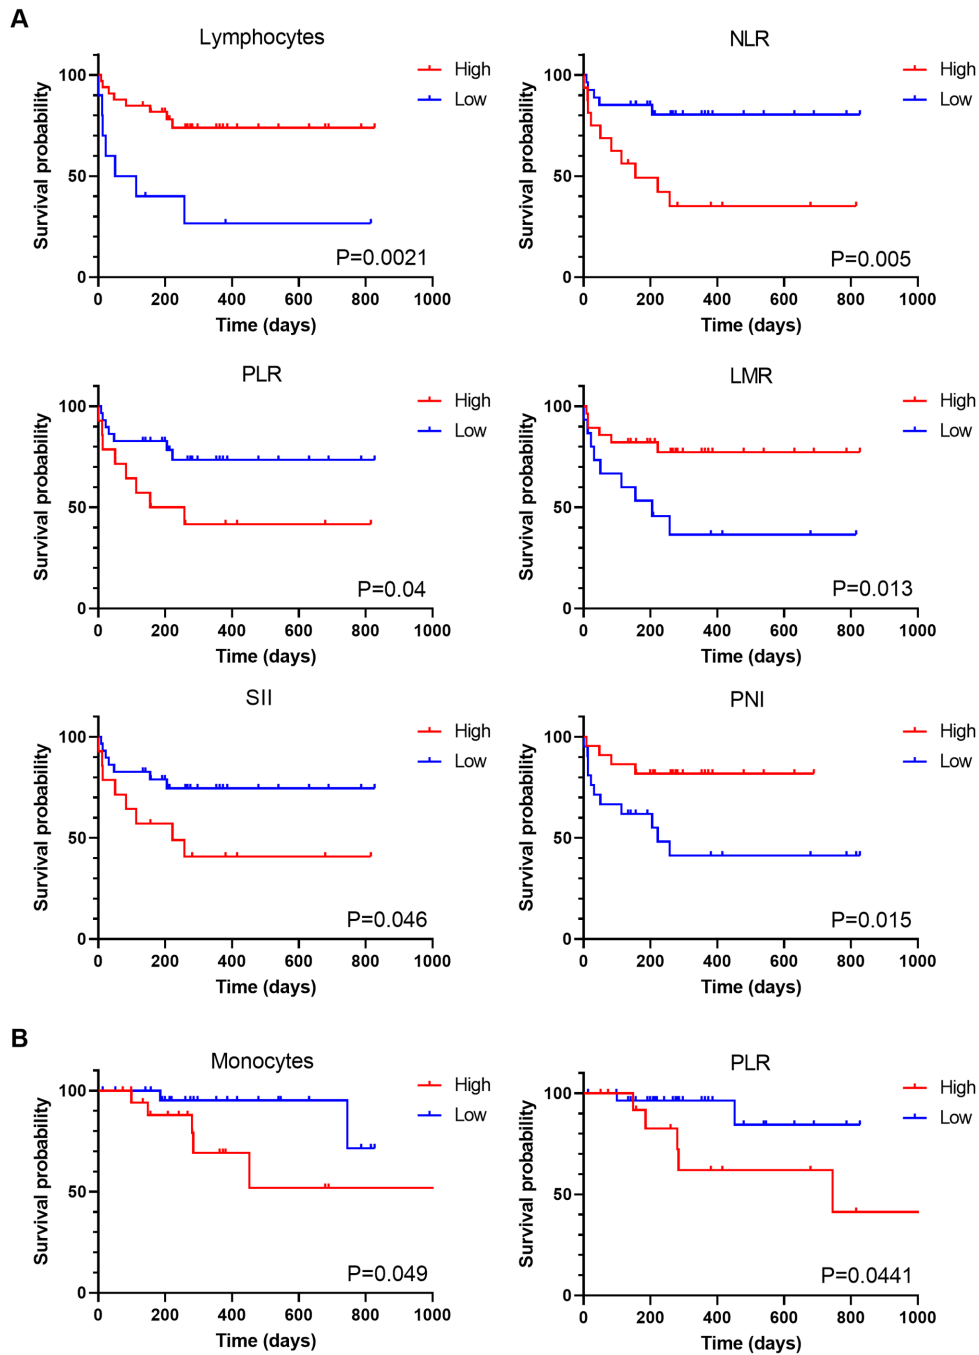 A
Lymphocytes
High
Low
Survival probability
100
50
0
P=0.0021
0 200 400 600 800 1000
Time (days)
NLR
High
Low
Survival probability
100
50
0
P=0.005
0 200 400 600 800 1000
Time (days)
PLR
High
Low
Survival probability
100
50
0
P=0.04
0 200 400 600 800 1000
Time (days)
LMR
High
Low
Survival probability
100
50
0
P=0.013
0 200 400 600 800 1000
Time (days)
SII
High
Low
Survival probability
100
50
0
P=0.046
0 200 400 600 800 1000
Time (days)
PNI
High
Low
Survival probability
100
50
0
P=0.015
0 200 400 600 800 1000
Time (days)
B
Monocytes
High
Low
Survival probability
100
50
0
P=0.049
0 200 400 600 800 1000
Time (days)
PLR
High
Low
Survival probability
100
50
0
P=0.0441
0 200 400 600 800 1000
Time (days)